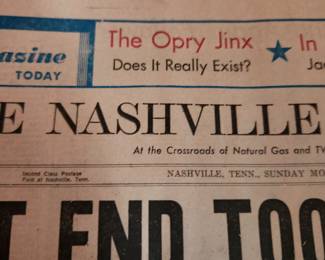 The Opry Jinx
In
azine
Does It Really Exist?
Ja
TODAY
E NASHVILLE
At the Crossroads of Natural Gas and TV
Second Class Postage
Paid at Nashville, Tenn.
NASHVILLE, TENN., SUNDAY MO
T END TOO